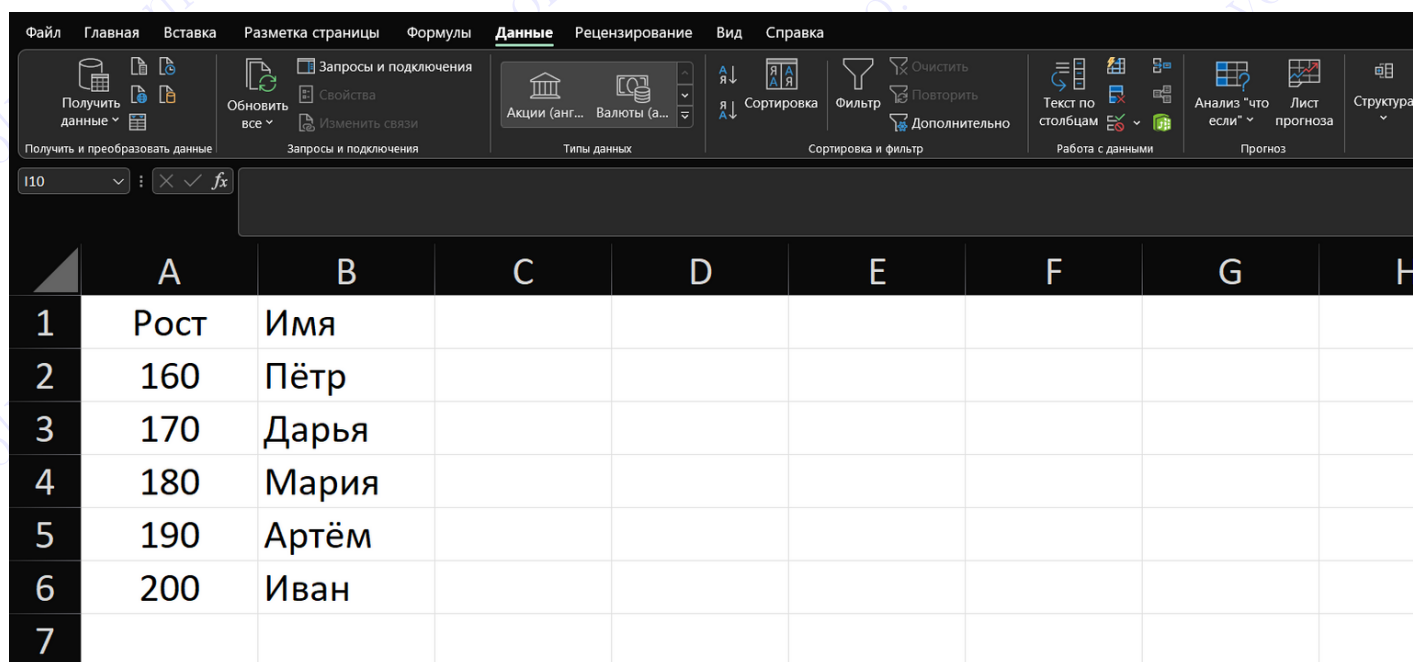 Файл Главная Вставка Разметка страницы Формулы Данные Рецензирование Вид Справка
Получить данные
Обновить все
Запросы и подключения
Свойства
Изменить связи
Акции (анг... Валюты (а...
Сортировка
Фильтр
Очистить
Повторить
Дополнительно
Текст по столбцам
Анализ "что если"
Лист прогноза
Структура
Получить и преобразовать данные Запросы и подключения Типы данных Сортировка и фильтр Работа с данными Прогноз
I10 fx
A B C D E F G H
1 Рост Имя
2 160 Пётр
3 170 Дарья
4 180 Мария
5 190 Артём
6 200 Иван
7